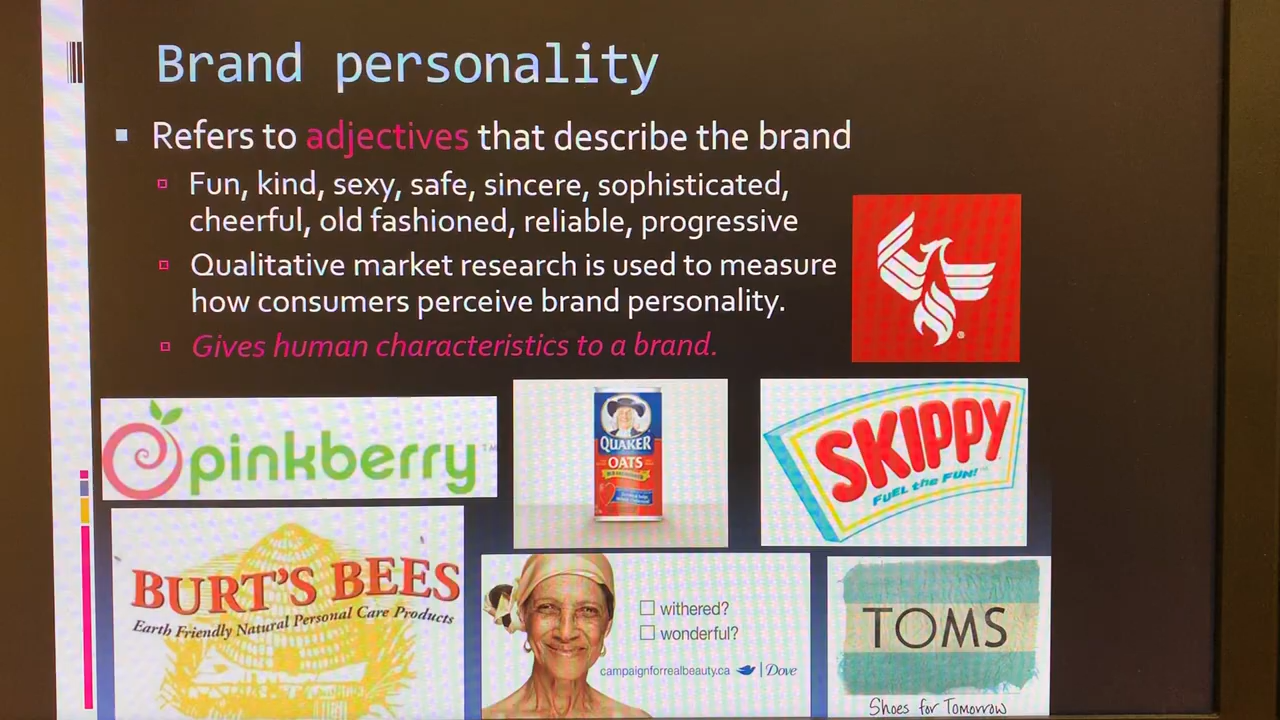 Brand personality
Refers to adjectives that describe the brand
Fun, kind, sexy, safe, sincere, sophisticated,
cheerful, old fashioned, reliable, progressive
Qualitative market research is used to measure
how consumers perceive brand personality.
Gives human characteristics to a brand.
®
pinkberry™
QUAKER
OATS
SKIPPY
FUEL the FUN!™
BURT'S BEES
Earth Friendly Natural Personal Care Products
withered?
wonderful?
campaignforrealbeauty.ca | Dove
TOMS
Shoes for Tomorrow